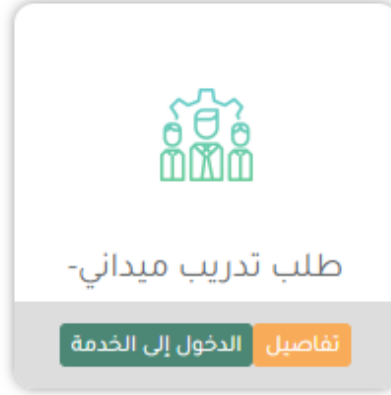 طلب تدريب ميداني-
تفاصيل الدخول إلى الخدمة